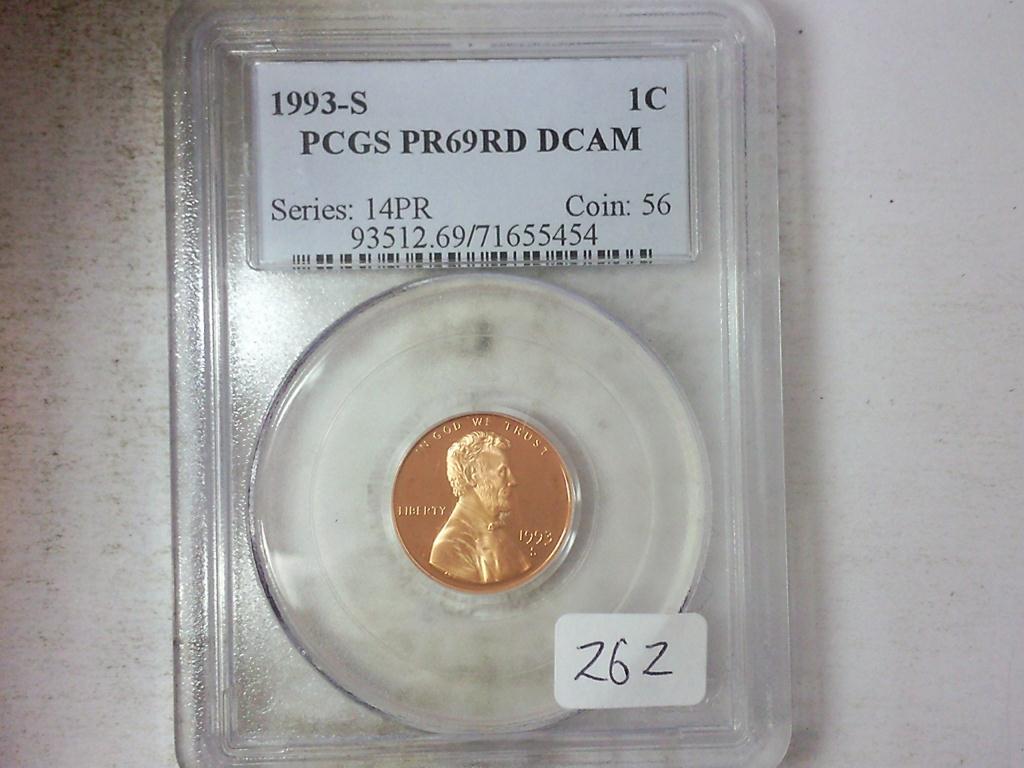 1993-S 1C
PCGS PR69RD DCAM
Series: 14PR Coin: 56
93512.69/71655454
IN GOD WE TRUST
LIBERTY
1993
S
262